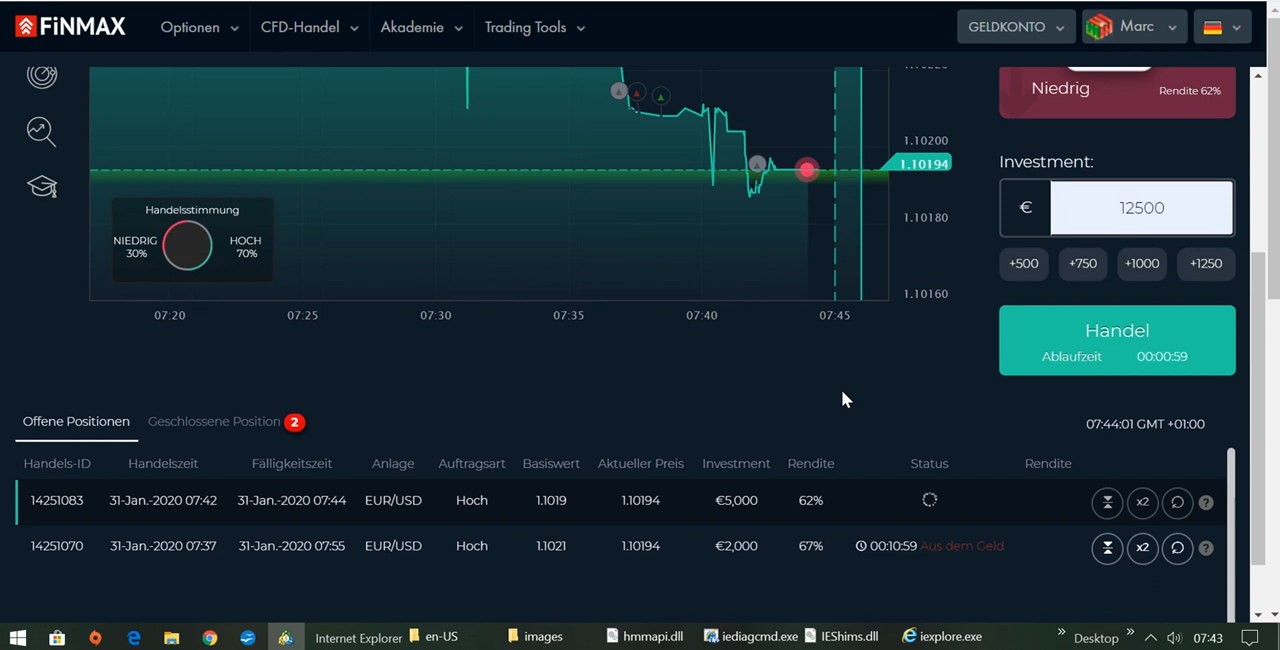 FiNMAX Optionen CFD-Handel Akademie Trading Tools GELDKONTO Marc
Niedrig Rendite 62%
1.10200
1.10194
1.10180
1.10160
Handelsstimmung
NIEDRIG 30% HOCH 70%
07:20 07:25 07:30 07:35 07:40 07:45
Investment:
€ 12500
+500 +750 +1000 +1250
Handel
Ablaufzeit 00:00:59
Offene Positionen Geschlossene Position 2 07:44:01 GMT +01:00
Handels-ID Handelszeit Fälligkeitszeit Anlage Auftragsart Basiswert Aktueller Preis Investment Rendite Status Rendite
14251083 31-Jan.-2020 07:42 31-Jan.-2020 07:44 EUR/USD Hoch 1.1019 1.10194 €5,000 62% x2 ?
14251070 31-Jan.-2020 07:37 31-Jan.-2020 07:55 EUR/USD Hoch 1.1021 1.10194 €2,000 67% 00:10:59 Aus dem Geld x2 ?
Internet Explorer en-US images hmmapi.dll iediagcmd.exe IEShims.dll iexplore.exe » Desktop » 07:43